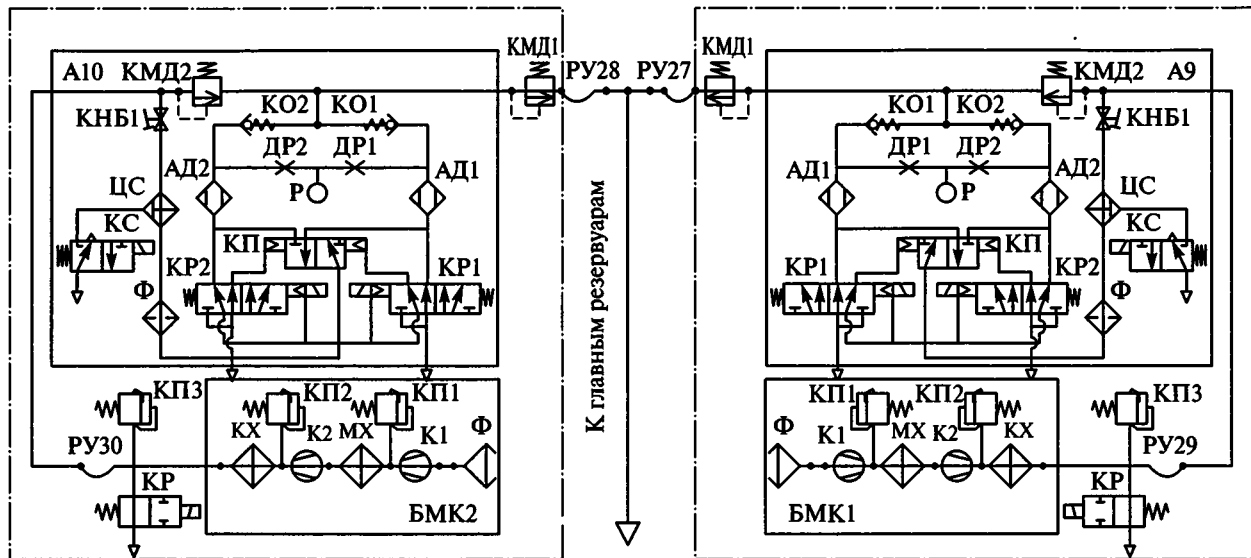 КМД1
РУ28
РУ27
КМД1
А10
КМД2
КМД2
А9
КНБ1
КО2
КО1
КО1
КО2
КНБ1
ДР2
ДР1
ДР1
ДР2
АД2
АД1
АД1
АД2
Р
Р
ЦС
ЦС
КС
КП
КП
КС
КР2
КР1
КР1
КР2
Ф
Ф
К главным резервуарам
КП3
КП2
КП1
КП1
КП2
КП3
РУ30
КХ
К2
МХ
К1
Ф
Ф
К1
МХ
К2
КХ
РУ29
КР
БМК2
БМК1
КР